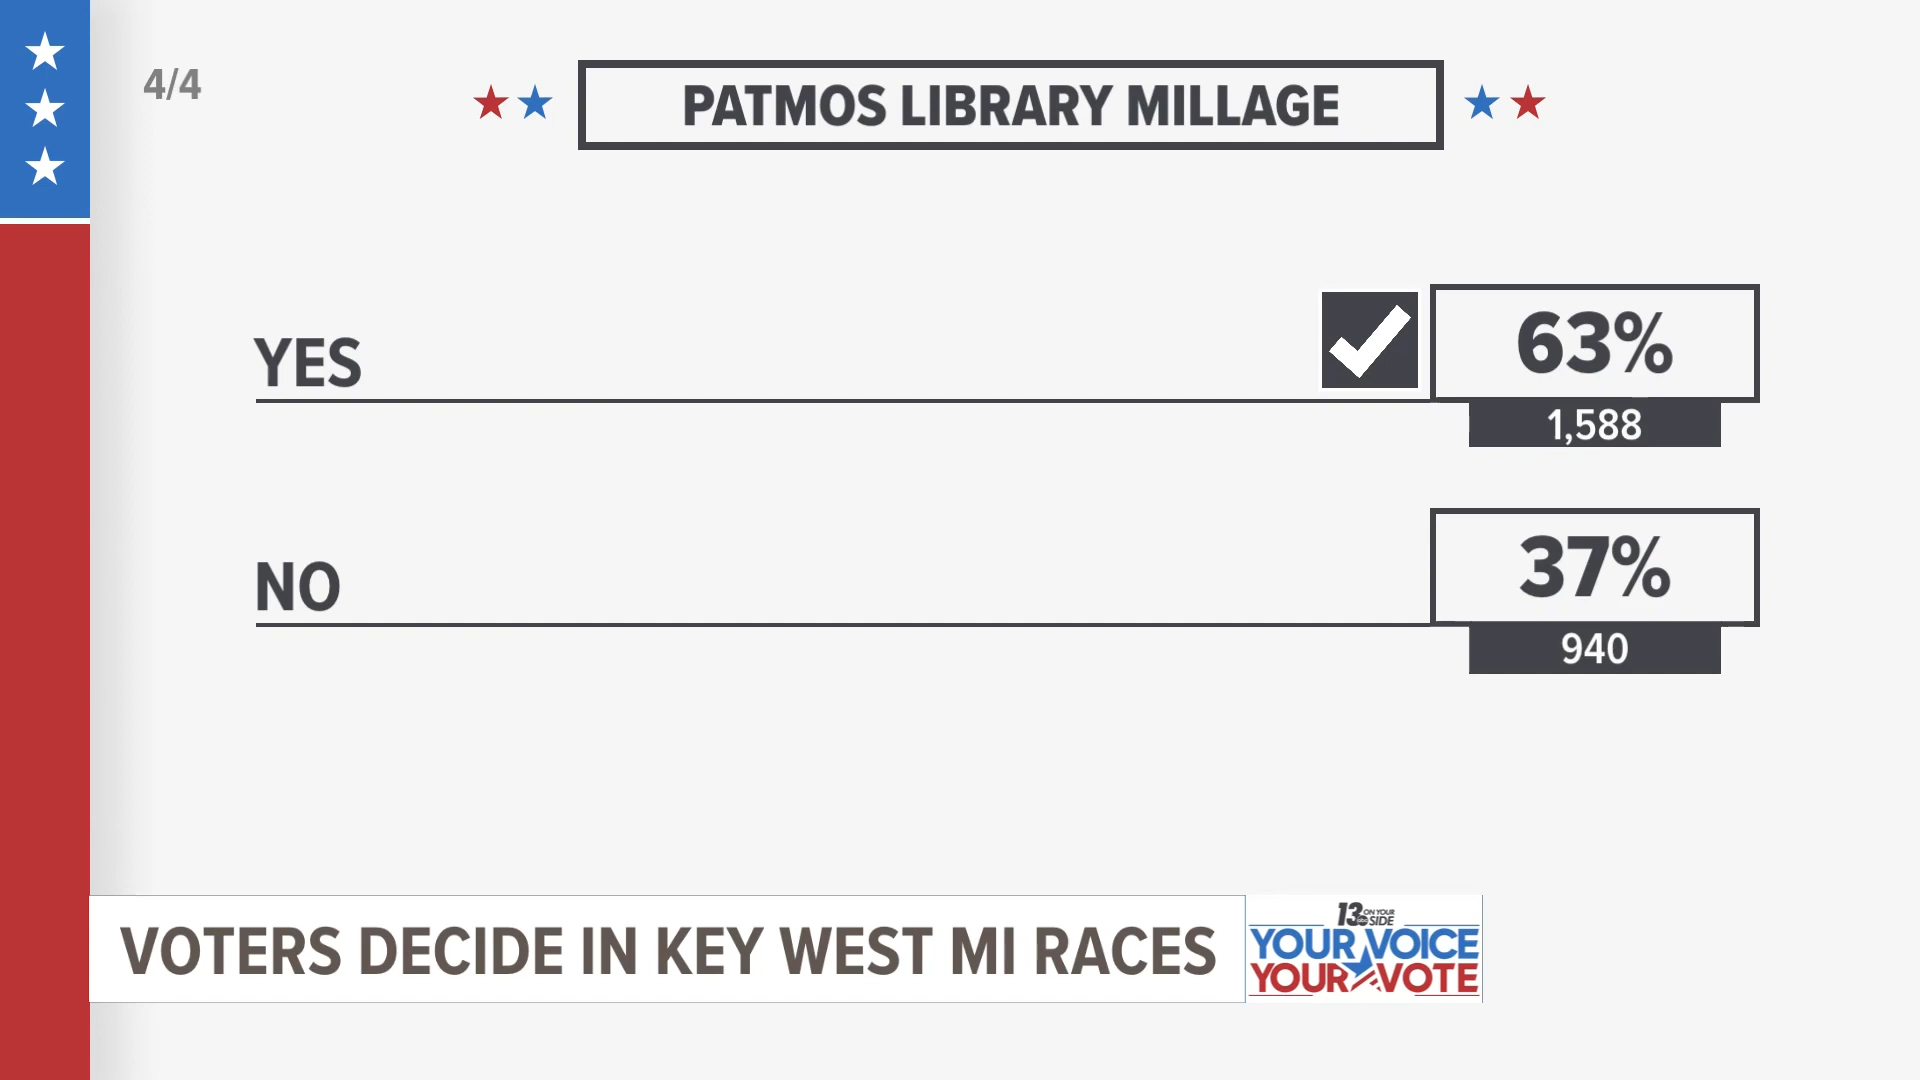 4/4
PATMOS LIBRARY MILLAGE
YES
63%
1,588
NO
37%
940
VOTERS DECIDE IN KEY WEST MI RACES
13 ON YOUR SIDE
YOUR VOICE
YOUR VOTE